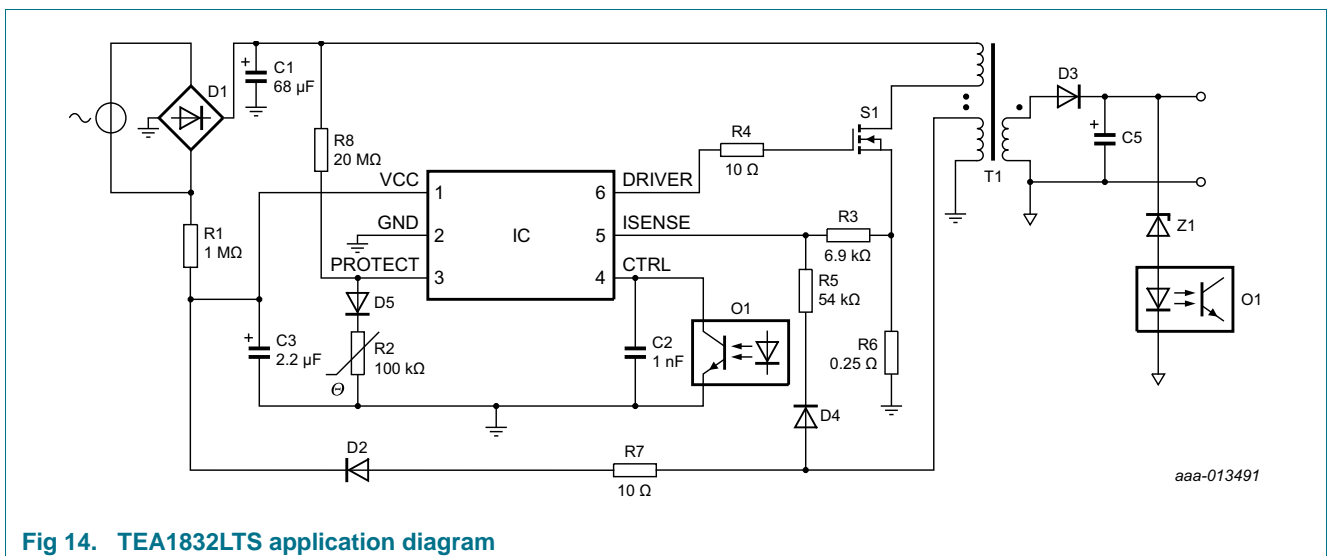 D1
C1
68 µF
R8
20 MΩ
R1
1 MΩ
C3
2.2 µF
VCC
1
GND
2
PROTECT
3
IC
6
DRIVER
5
ISENSE
4
CTRL
D5
R2
100 kΩ
Θ
R4
10 Ω
S1
R3
6.9 kΩ
R5
54 kΩ
R6
0.25 Ω
C2
1 nF
O1
D4
D2
R7
10 Ω
T1
D3
C5
Z1
O1
aaa-013491
Fig 14. TEA1832LTS application diagram